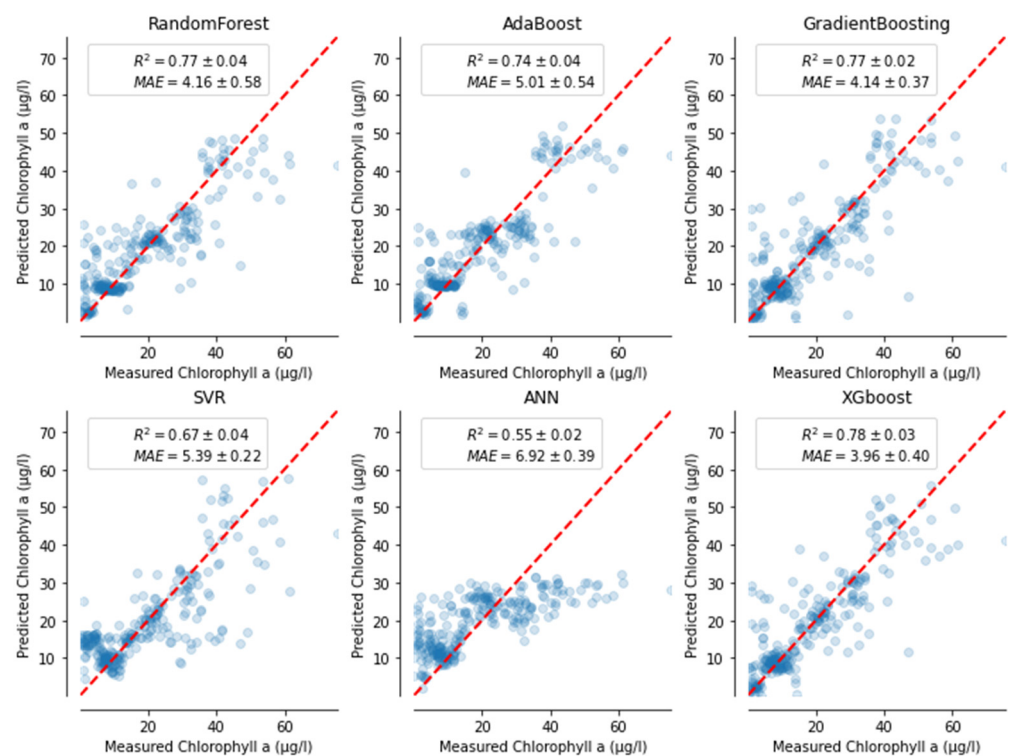 RandomForest
AdaBoost
GradientBoosting
R² = 0.77 ± 0.04
MAE = 4.16 ± 0.58
R² = 0.74 ± 0.04
MAE = 5.01 ± 0.54
R² = 0.77 ± 0.02
MAE = 4.14 ± 0.37
Predicted Chlorophyll a (µg/l)
70
60
50
40
30
20
10
Predicted Chlorophyll a (µg/l)
70
60
50
40
30
20
10
Predicted Chlorophyll a (µg/l)
70
60
50
40
30
20
10
20 40 60
20 40 60
20 40 60
Measured Chlorophyll a (µg/l)
Measured Chlorophyll a (µg/l)
Measured Chlorophyll a (µg/l)
SVR
ANN
XGboost
R² = 0.67 ± 0.04
MAE = 5.39 ± 0.22
R² = 0.55 ± 0.02
MAE = 6.92 ± 0.39
R² = 0.78 ± 0.03
MAE = 3.96 ± 0.40
Predicted Chlorophyll a (µg/l)
70
60
50
40
30
20
10
Predicted Chlorophyll a (µg/l)
70
60
50
40
30
20
10
Predicted Chlorophyll a (µg/l)
70
60
50
40
30
20
10
20 40 60
20 40 60
20 40 60
Measured Chlorophyll a (µg/l)
Measured Chlorophyll a (µg/l)
Measured Chlorophyll a (µg/l)